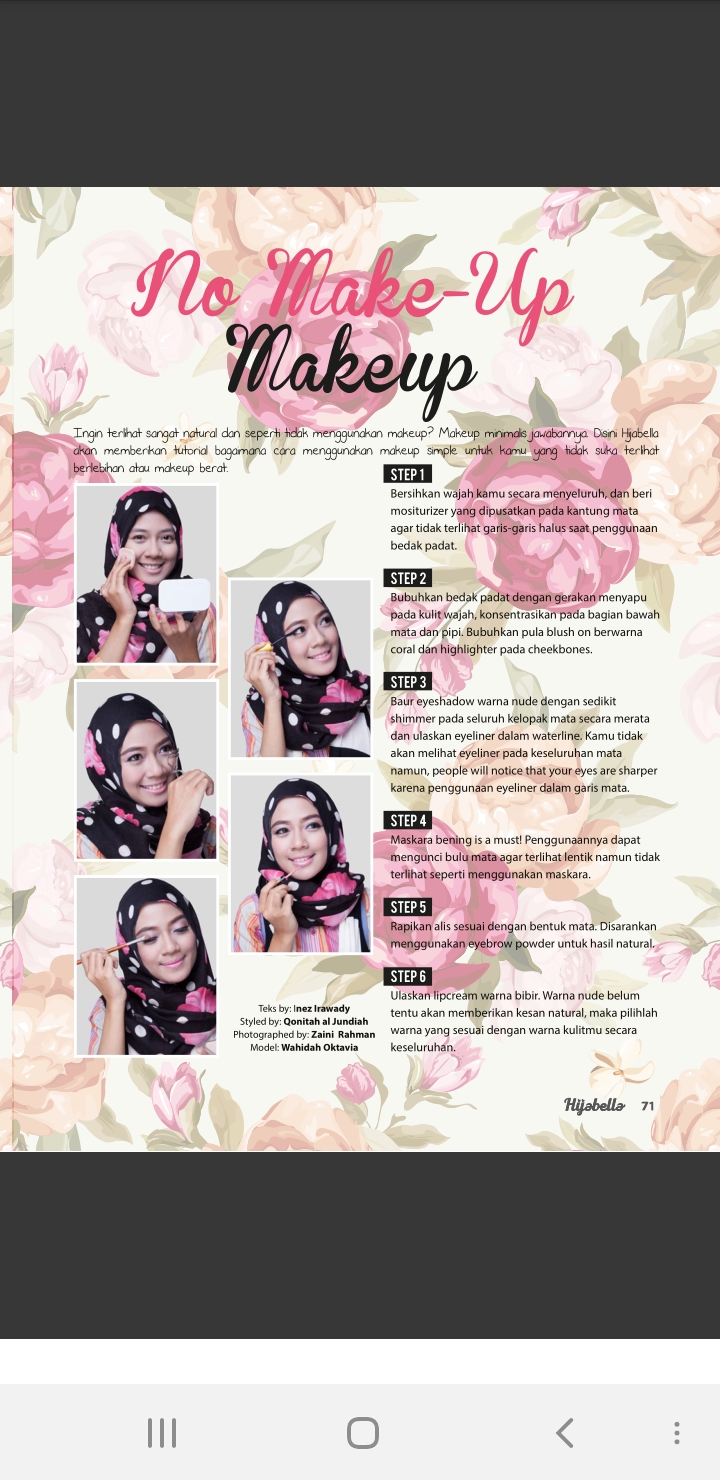 No Make-Up
Makeup
Ingin terlihat sangat natural dan seperti tidak menggunakan makeup? Makeup minimalis jawabannya. Disini Hijabella
akan memberikan tutorial bagaimana cara menggunakan makeup simple untuk kamu yang tidak suka terlihat
berlebihan atau makeup berat.
STEP 1
Bersihkan wajah kamu secara menyeluruh, dan beri
mositurizer yang dipusatkan pada kantung mata
agar tidak terlihat garis-garis halus saat penggunaan
bedak padat.
STEP 2
Bubuhkan bedak padat dengan gerakan menyapu
pada kulit wajah, konsentrasikan pada bagian bawah
mata dan pipi. Bubuhkan pula blush on berwarna
coral dan highlighter pada cheekbones.
STEP 3
Baur eyeshadow warna nude dengan sedikit
shimmer pada seluruh kelopak mata secara merata
dan ulaskan eyeliner dalam waterline. Kamu tidak
akan melihat eyeliner pada keseluruhan mata
namun, people will notice that your eyes are sharper
karena penggunaan eyeliner dalam garis mata.
STEP 4
Maskara bening is a must! Penggunaannya dapat
mengunci bulu mata agar terlihat lentik namun tidak
terlihat seperti menggunakan maskara.
STEP 5
Rapikan alis sesuai dengan bentuk mata. Disarankan
menggunakan eyebrow powder untuk hasil natural.
STEP 6
Ulaskan lipcream warna bibir. Warna nude belum
tentu akan memberikan kesan natural, maka pilihlah
warna yang sesuai dengan warna kulitmu secara
keseluruhan.
Teks by: Inez Irawady
Styled by: Qonitah al Jundiah
Photographed by: Zaini Rahman
Model: Wahidah Oktavia
Hijabella 71